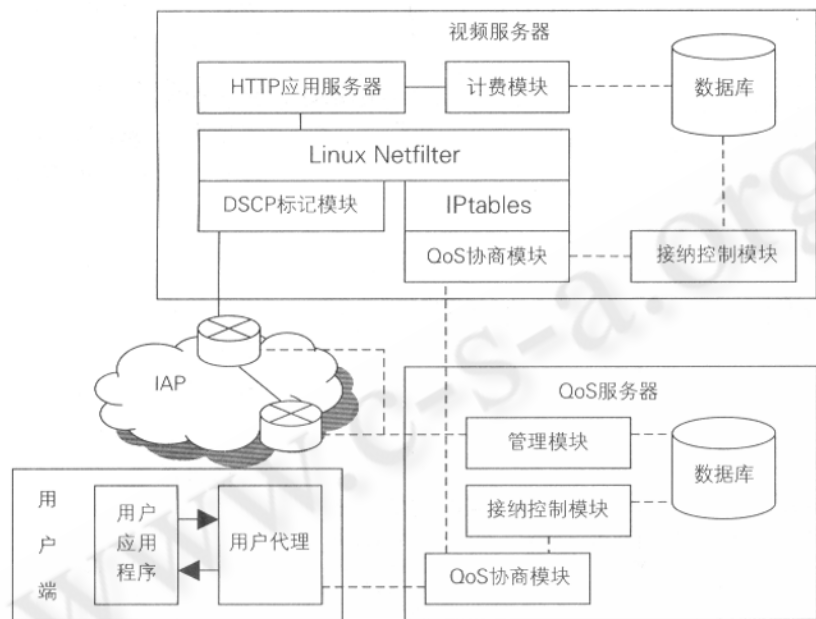 视频服务器
HTTP应用服务器
计费模块
数据库
Linux Netfilter
DSCP标记模块
IPtables
QoS协商模块
接纳控制模块
IAP
QoS服务器
管理模块
数据库
接纳控制模块
QoS协商模块
用户端
用户
应用
程序
用户代理
www.c-s-a.org